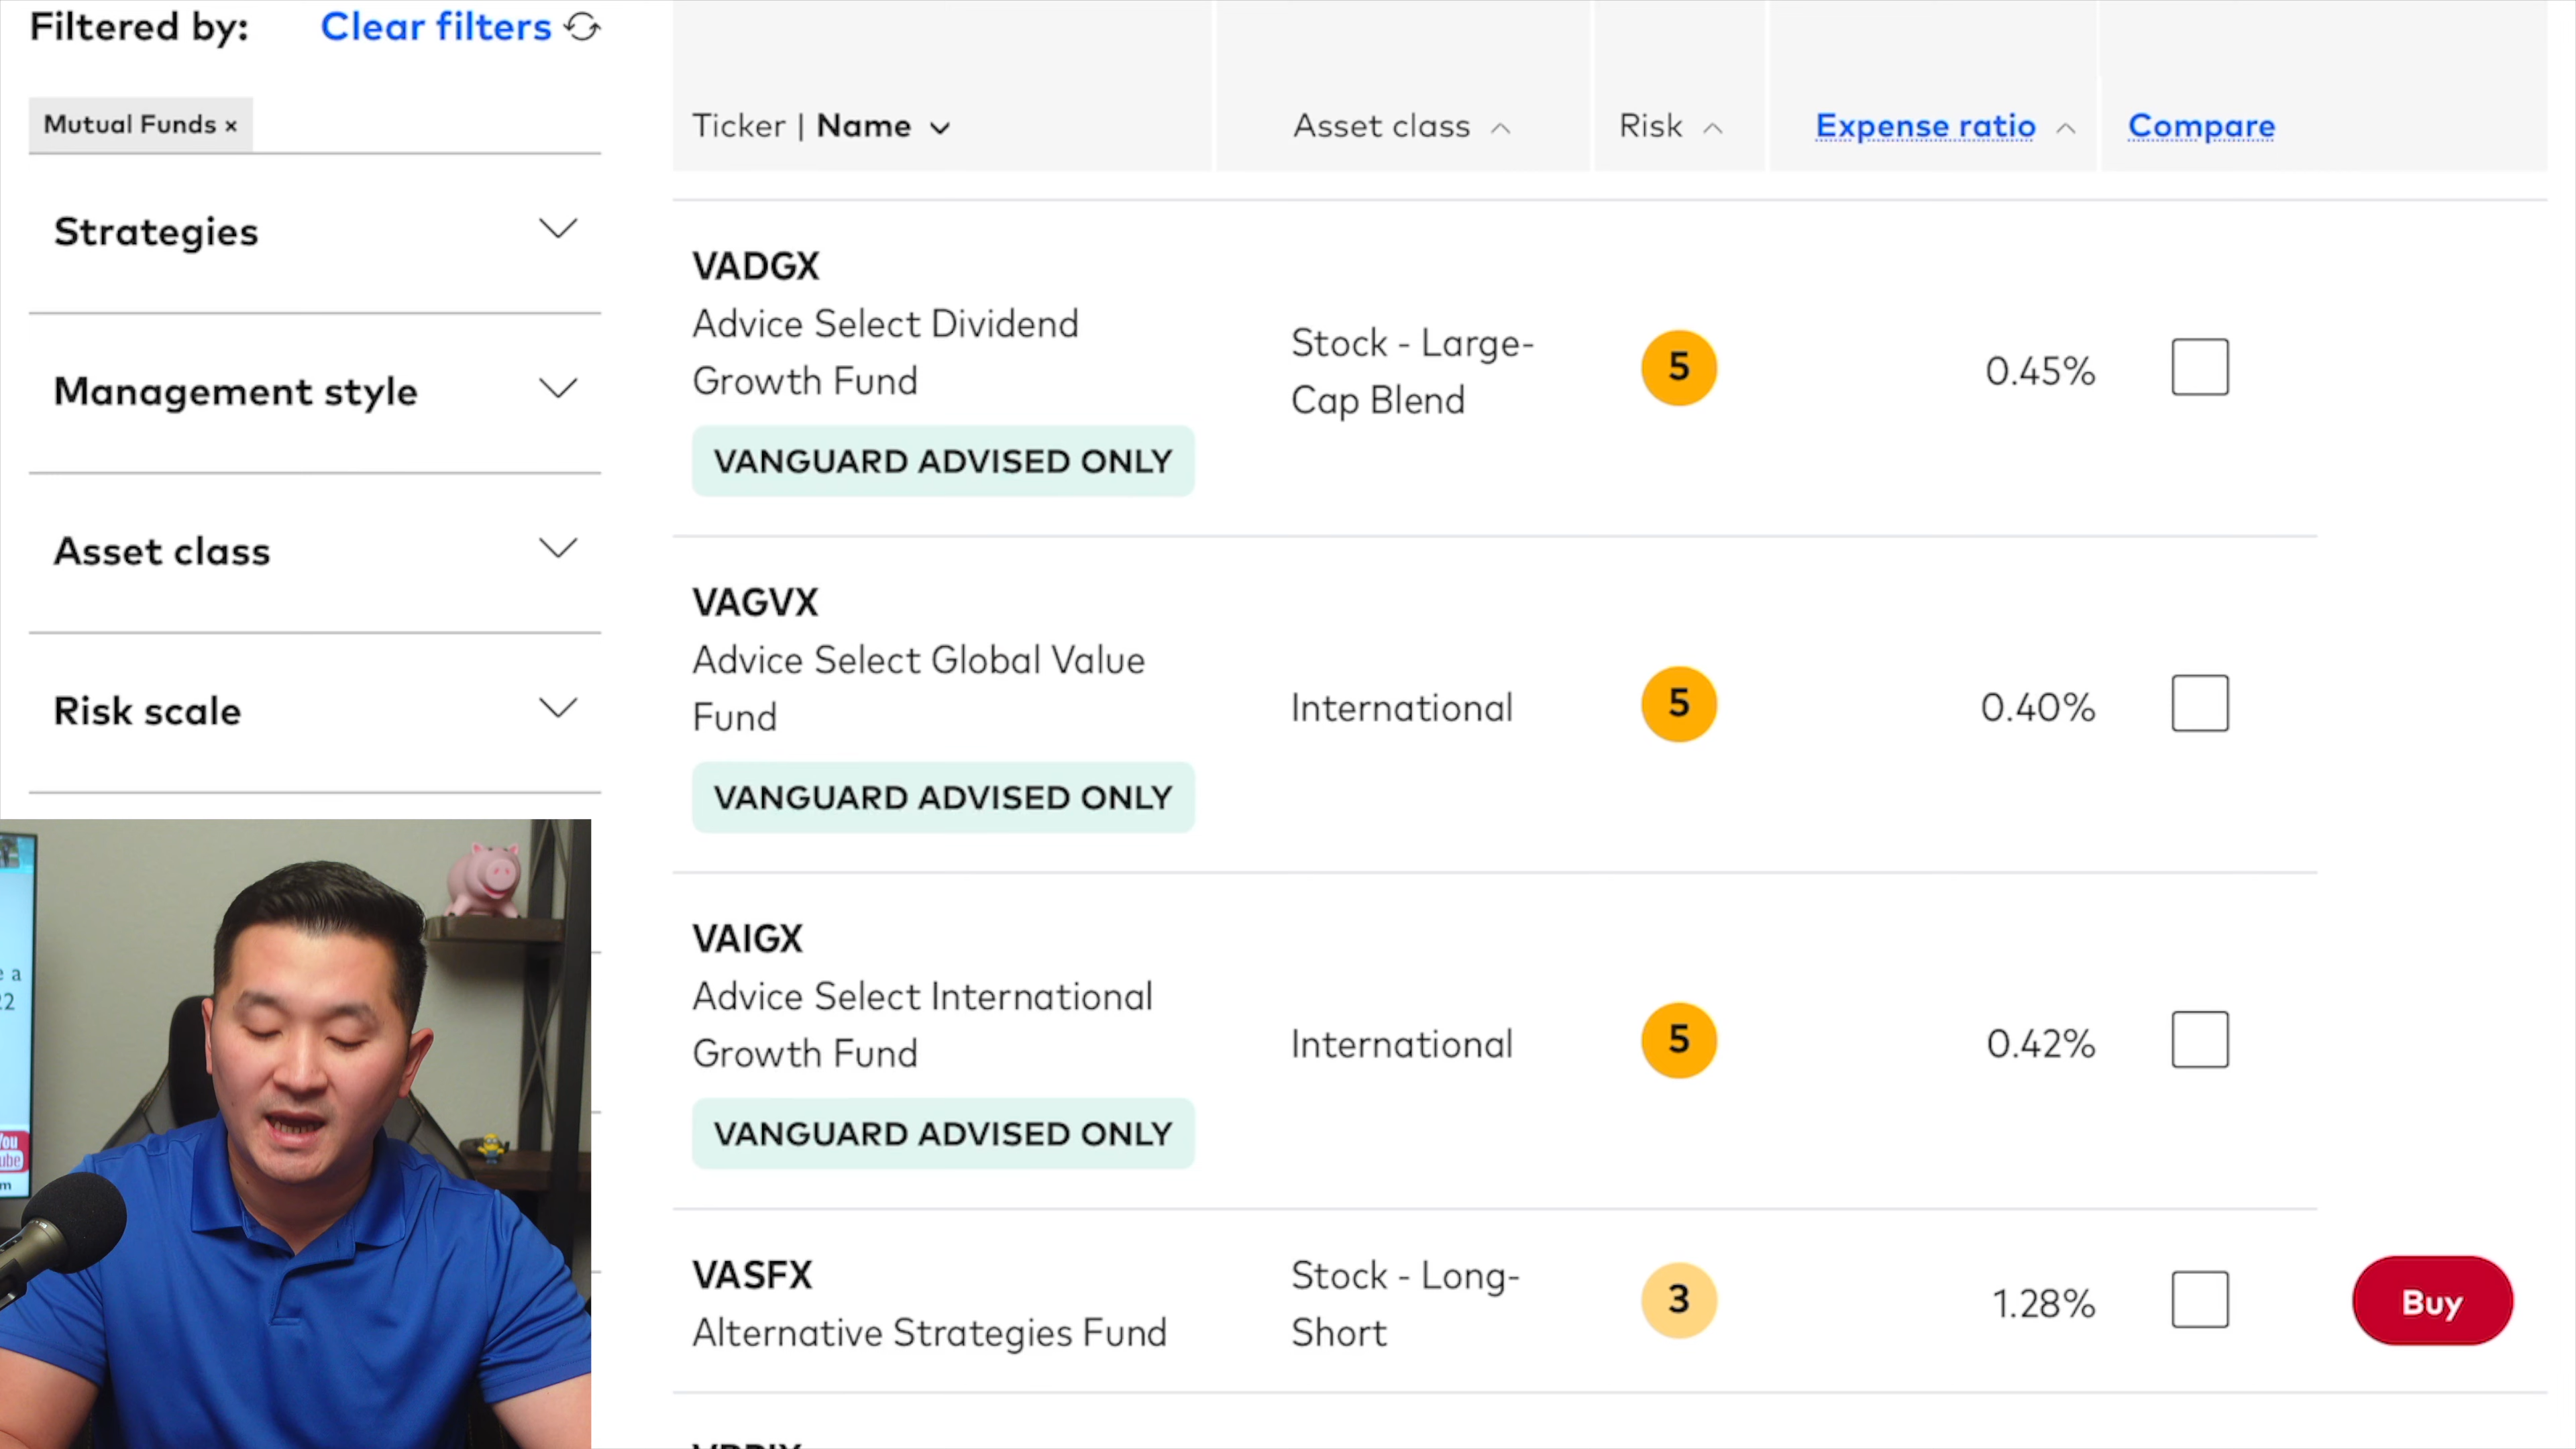 Filtered by: Clear filters
Mutual Funds ×
Strategies
Management style
Asset class
Risk scale
Ticker | Name
Asset class
Risk
Expense ratio
Compare
VADGX
Advice Select Dividend
Growth Fund
VANGUARD ADVISED ONLY
Stock - Large-
Cap Blend
5
0.45%
VAGVX
Advice Select Global Value
Fund
VANGUARD ADVISED ONLY
International
5
0.40%
VAIGX
Advice Select International
Growth Fund
VANGUARD ADVISED ONLY
International
5
0.42%
VASFX
Alternative Strategies Fund
Stock - Long-
Short
3
1.28%
Buy
You